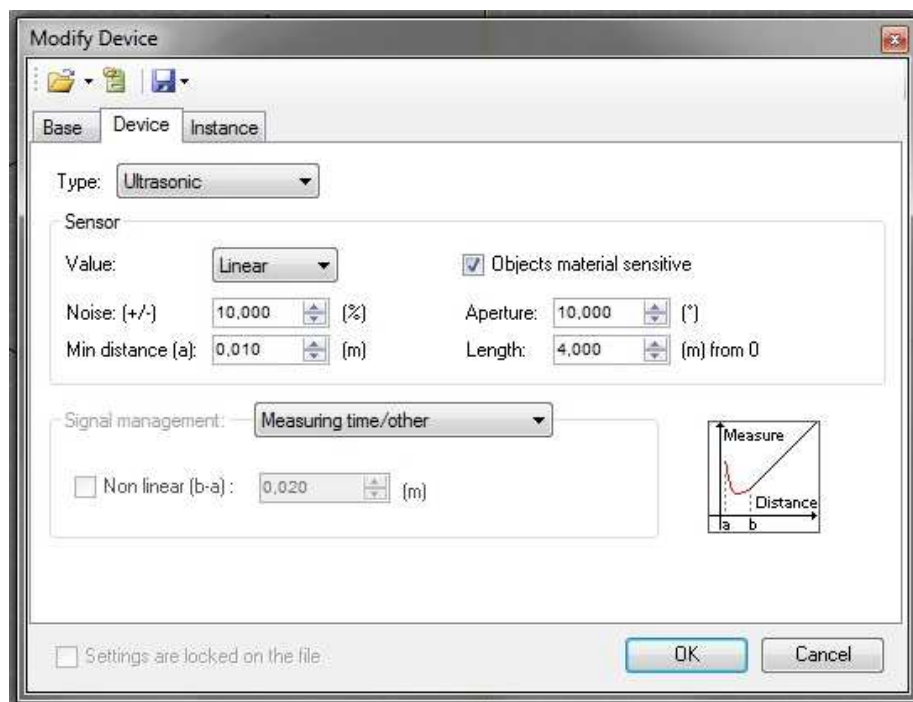 Modify Device
Base Device Instance
Type: Ultrasonic
Sensor
Value: Linear Objects material sensitive
Noise: (+/-) 10,000 (%) Aperture: 10,000 (°)
Min distance (a): 0,010 (m) Length: 4,000 (m) from 0
Signal management: Measuring time/other
Non linear (b-a) : 0,020 (m)
Measure
Distance
a b
Settings are locked on the file
OK Cancel